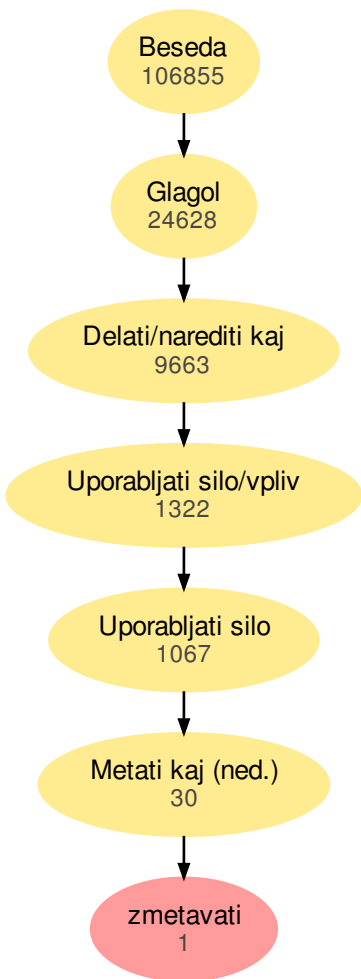 Beseda
106855
Glagol
24628
Delati/narediti kaj
9663
Uporabljati silo/vpliv
1322
Uporabljati silo
1067
Metati kaj (ned.)
30
zmetavati
1